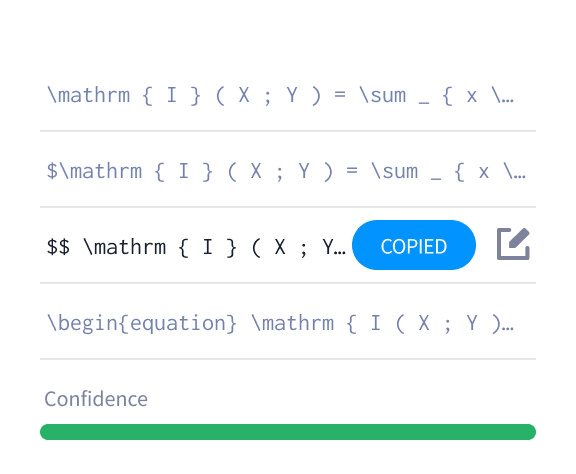 \mathrm { I } ( X ; Y ) = \sum _ { x \…
$\mathrm { I } ( X ; Y ) = \sum _ { x \…
$$ \mathrm { I } ( X ; Y… COPIED
\begin{equation} \mathrm { I ( X ; Y )…
Confidence